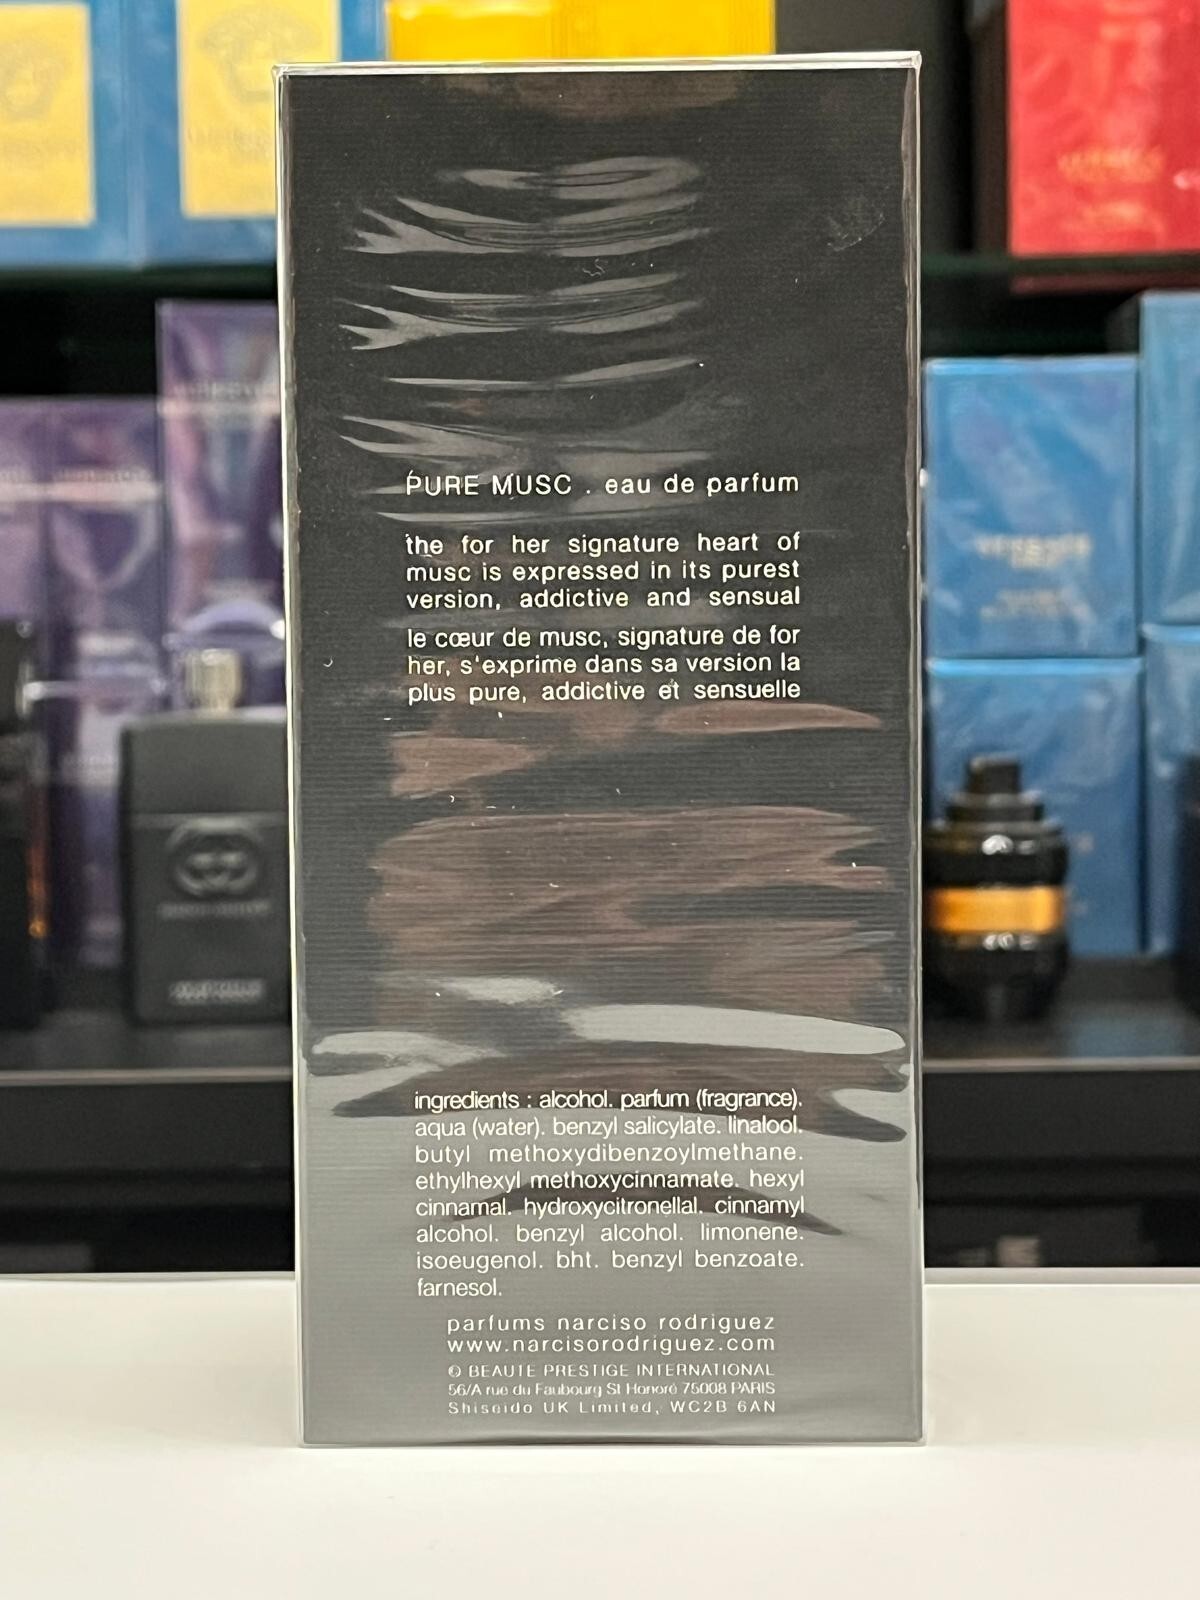 PURE MUSC . eau de parfum
the for her signature heart of
musc is expressed in its purest
version, addictive and sensual
le cœur de musc, signature de for
her, s'exprime dans sa version la
plus pure, addictive et sensuelle
ingredients : alcohol. parfum (fragrance).
aqua (water). benzyl salicylate. linalool.
butyl methoxydibenzoylmethane.
ethylhexyl methoxycinnamate. hexyl
cinnamal. hydroxycitronellal. cinnamyl
alcohol. benzyl alcohol. limonene.
isoeugenol. bht. benzyl benzoate.
farnesol.
parfums narciso rodriguez
www.narcisorodriguez.com
© BEAUTE PRESTIGE INTERNATIONAL
56/A rue du Faubourg St Honoré 75008 PARIS
Shiseido UK Limited, WC2B 6AN